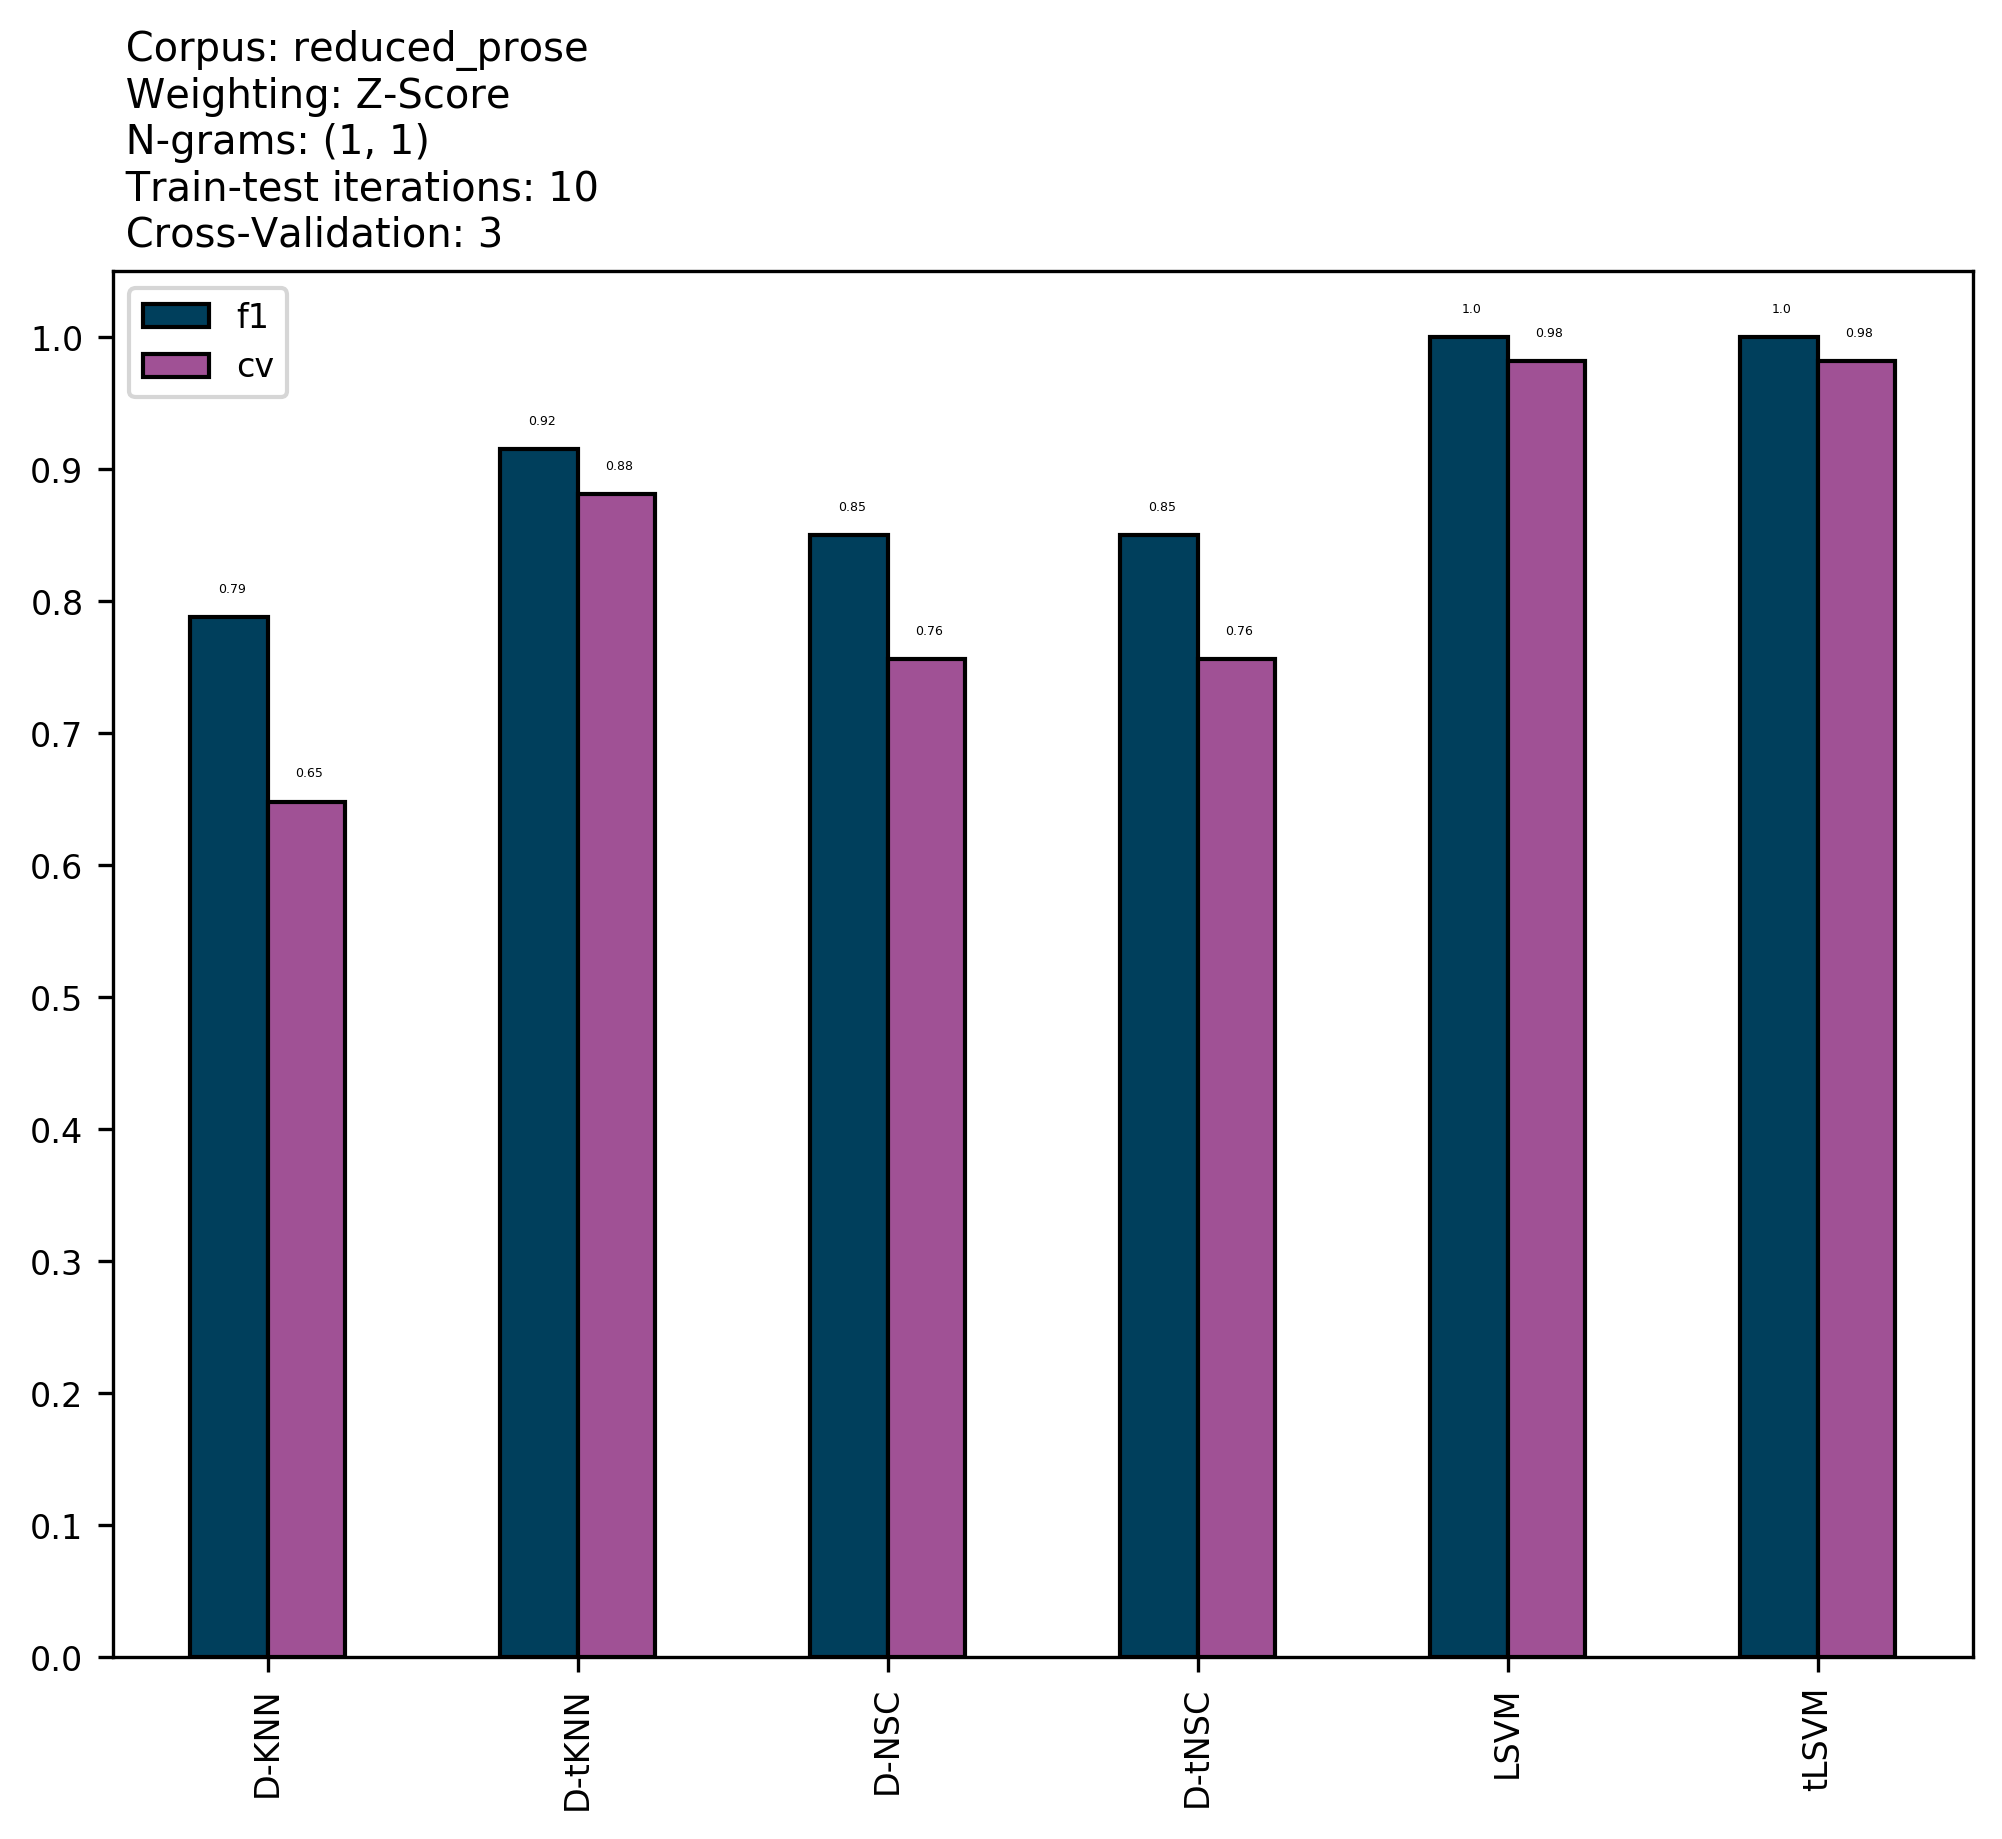 Corpus: reduced_prose
Weighting: Z-Score
N-grams: (1, 1)
Train-test iterations: 10
Cross-Validation: 3
f1
cv
1.0
0.9
0.8
0.7
0.6
0.5
0.4
0.3
0.2
0.1
0.0
0.79
0.65
0.92
0.88
0.85
0.76
0.85
0.76
1.0
0.98
1.0
0.98
D-KNN
D-tKNN
D-NSC
D-tNSC
LSVM
tLSVM